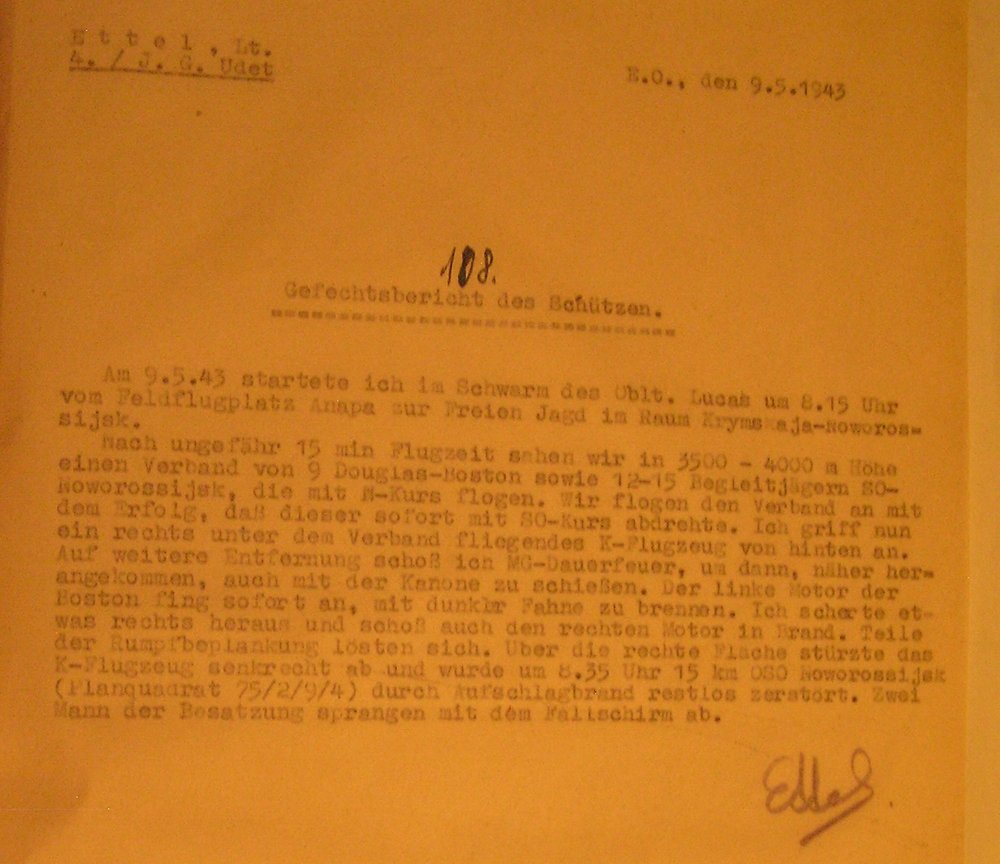 E t t e l , Lt.
4. / J. G. Udet
E.O., den 9.5.1943
108.
Gefechtsbericht des Schützen.
Am 9.5.43 startete ich im Schwarm des Oblt. Lucas um 8.15 Uhr
vom Feldflugplatz Anapa zur Freien Jagd im Raum Krymskaja-Noworos=
sijsk.
Nach ungefähr 15 min Flugzeit sahen wir in 3500 - 4000 m Höhe
einen Verband von 9 Douglas-Boston sowie 12-15 Begleitjägern SO-
Noworossijsk, die mit N-Kurs flogen. Wir flogen den Verband an mit
dem Erfolg, daß dieser sofort mit SO-Kurs abdrehte. Ich griff nun
ein rechts unter dem Verband fliegendes K-Flugzeug von hinten an.
Auf weitere Entfernung schoß ich MG-Dauerfeuer, um dann, näher her=
angekommen, auch mit der Kanone zu schießen. Der linke Motor der
Boston fing sofort an, mit dunkler Fahne zu brennen. Ich scherte et-
was rechts heraus und schoß auch den rechten Motor in Brand. Teile
der Rumpfbeplankung lösten sich. Über die rechte Fläche stürzte das
K-Flugzeug senkrecht ab und wurde um 8.35 Uhr 15 km OSO Noworossijsk
(Planquadrat 75/2/9/4) durch Aufschlagbrand restlos zerstört. Zwei
Mann der Besatzung sprangen mit dem Fallschirm ab.
Ettel.